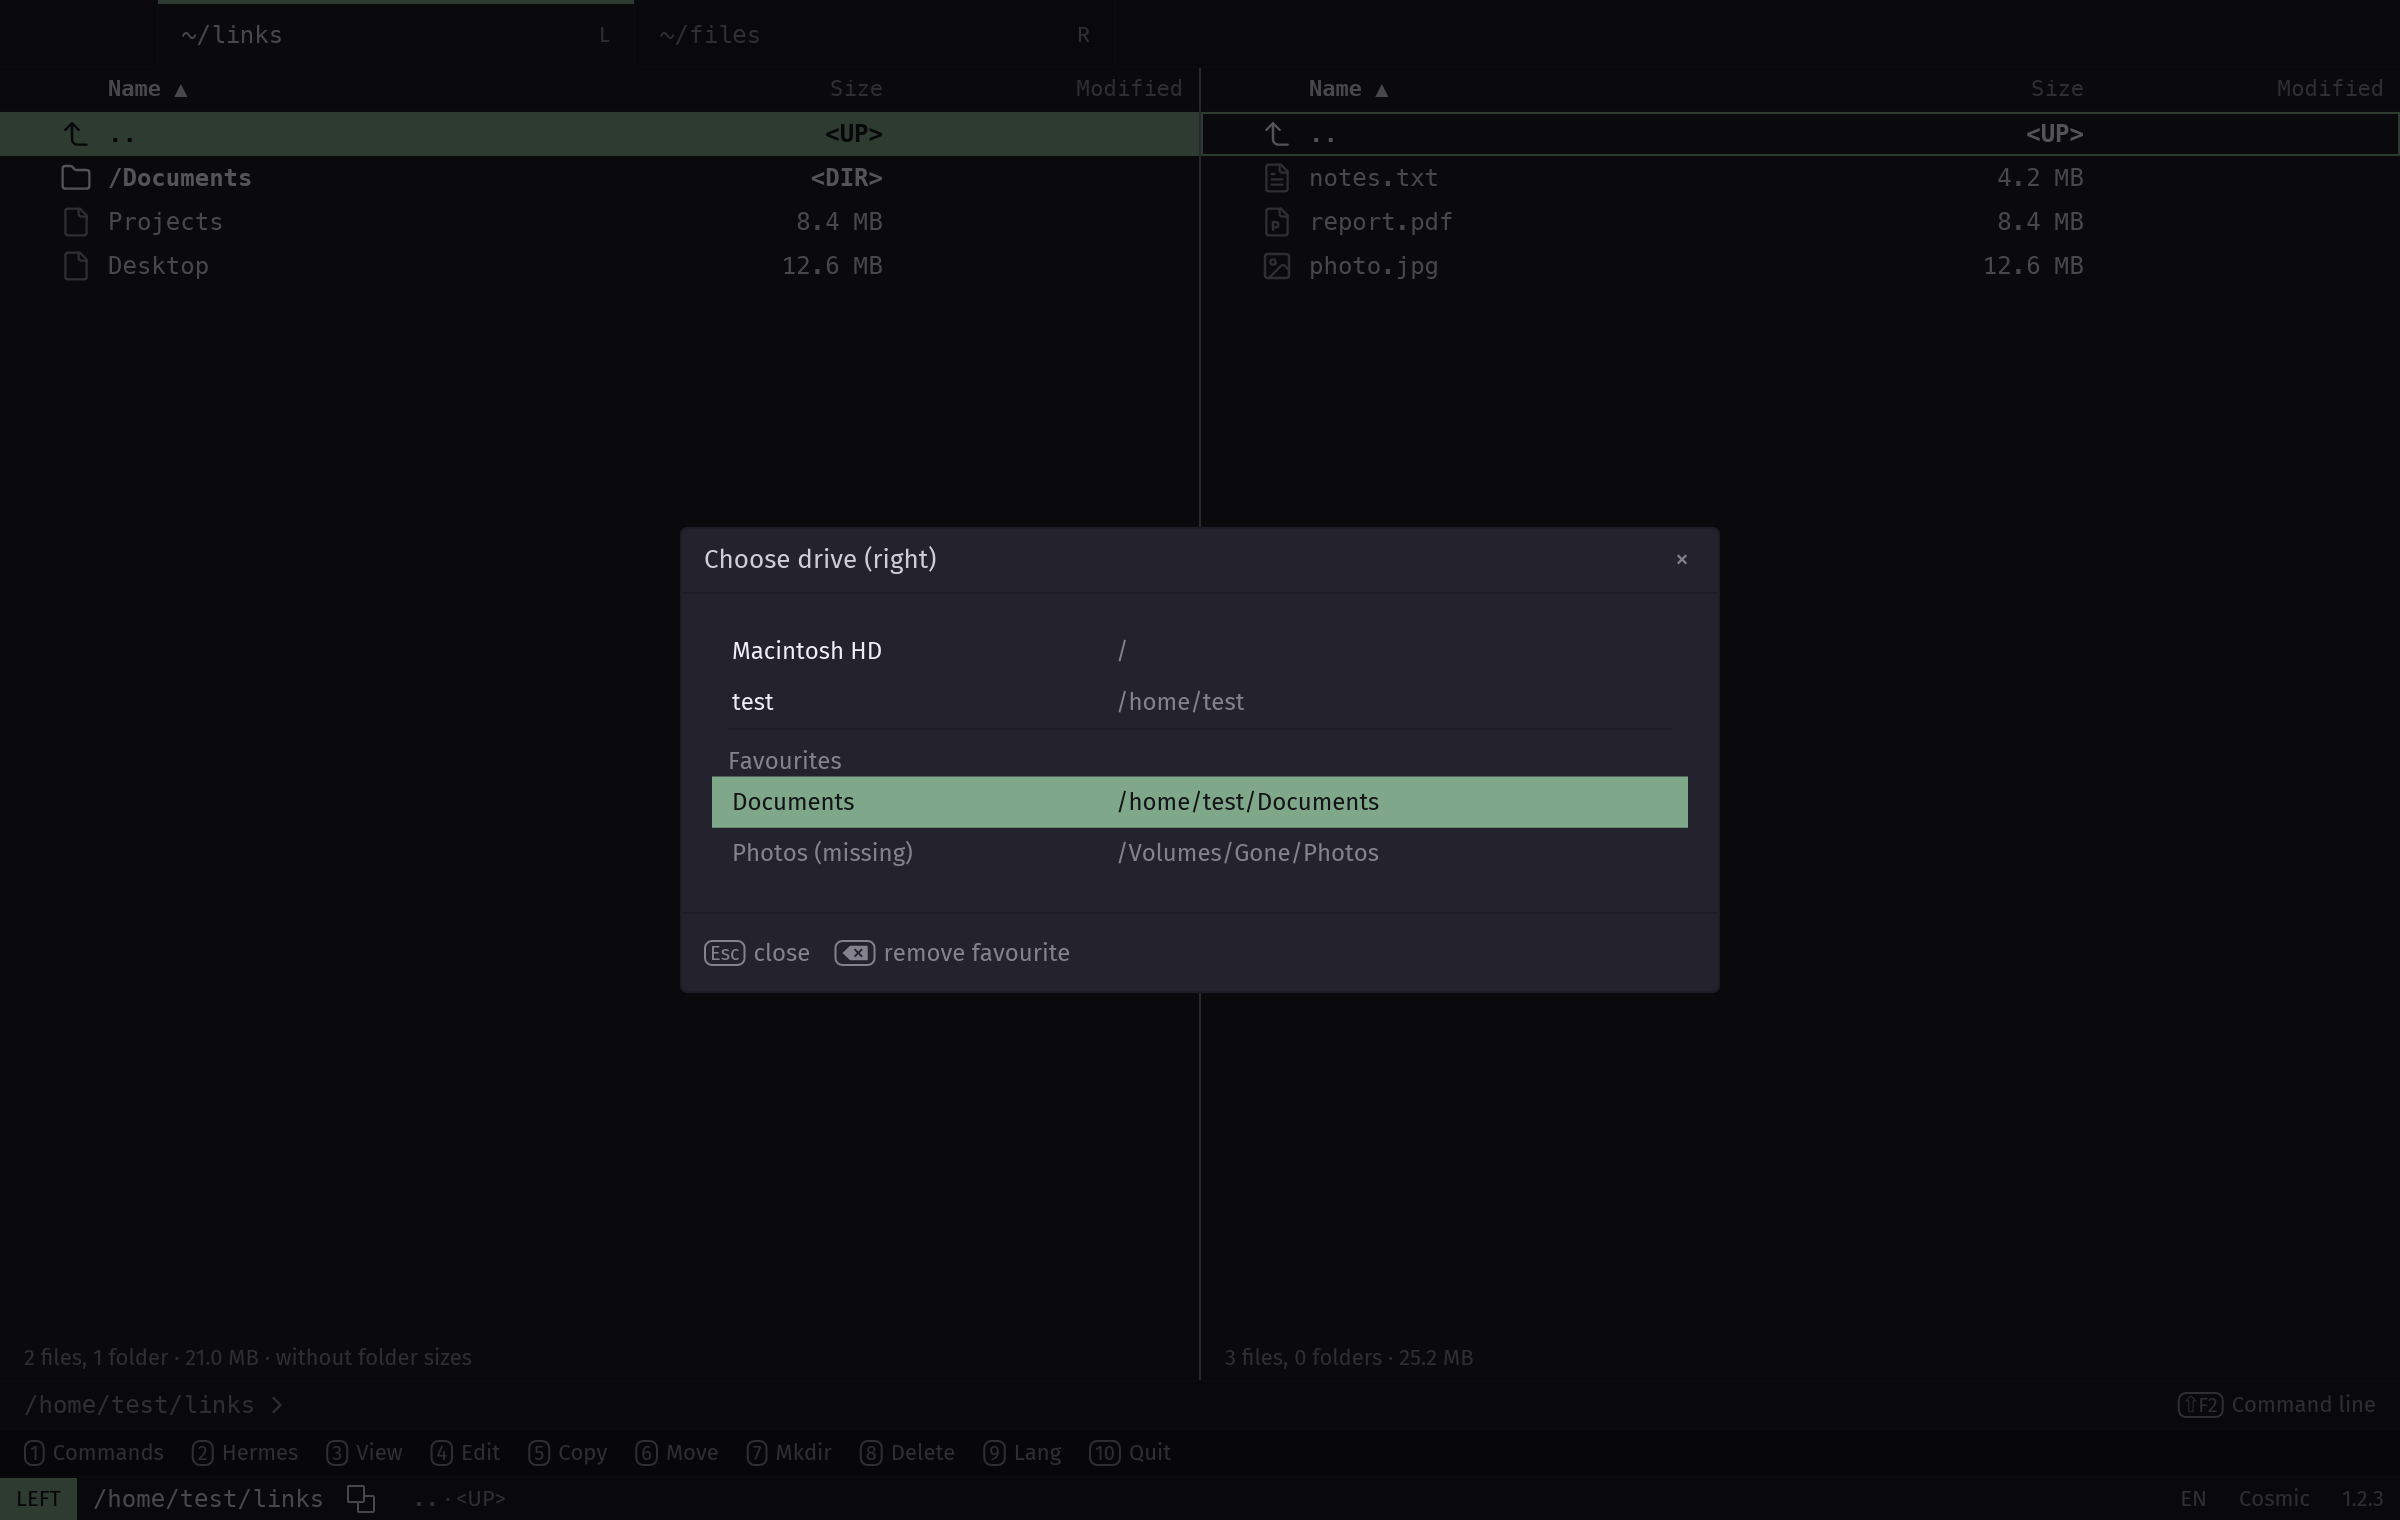 ~/links L ~/files R
Name ▲ Size Modified Name ▲ Size Modified
.. <UP> .. <UP>
/Documents <DIR> notes.txt 4.2 MB
Projects 8.4 MB report.pdf 8.4 MB
Desktop 12.6 MB photo.jpg 12.6 MB
Choose drive (right) ×
Macintosh HD /
test /home/test
Favourites
Documents /home/test/Documents
Photos (missing) /Volumes/Gone/Photos
Esc close ⌫ remove favourite
2 files, 1 folder · 21.0 MB · without folder sizes 3 files, 0 folders · 25.2 MB
/home/test/links > ⇧F2 Command line
1 Commands 2 Hermes 3 View 4 Edit 5 Copy 6 Move 7 Mkdir 8 Delete 9 Lang 10 Quit
LEFT /home/test/links .. · <UP> EN Cosmic 1.2.3